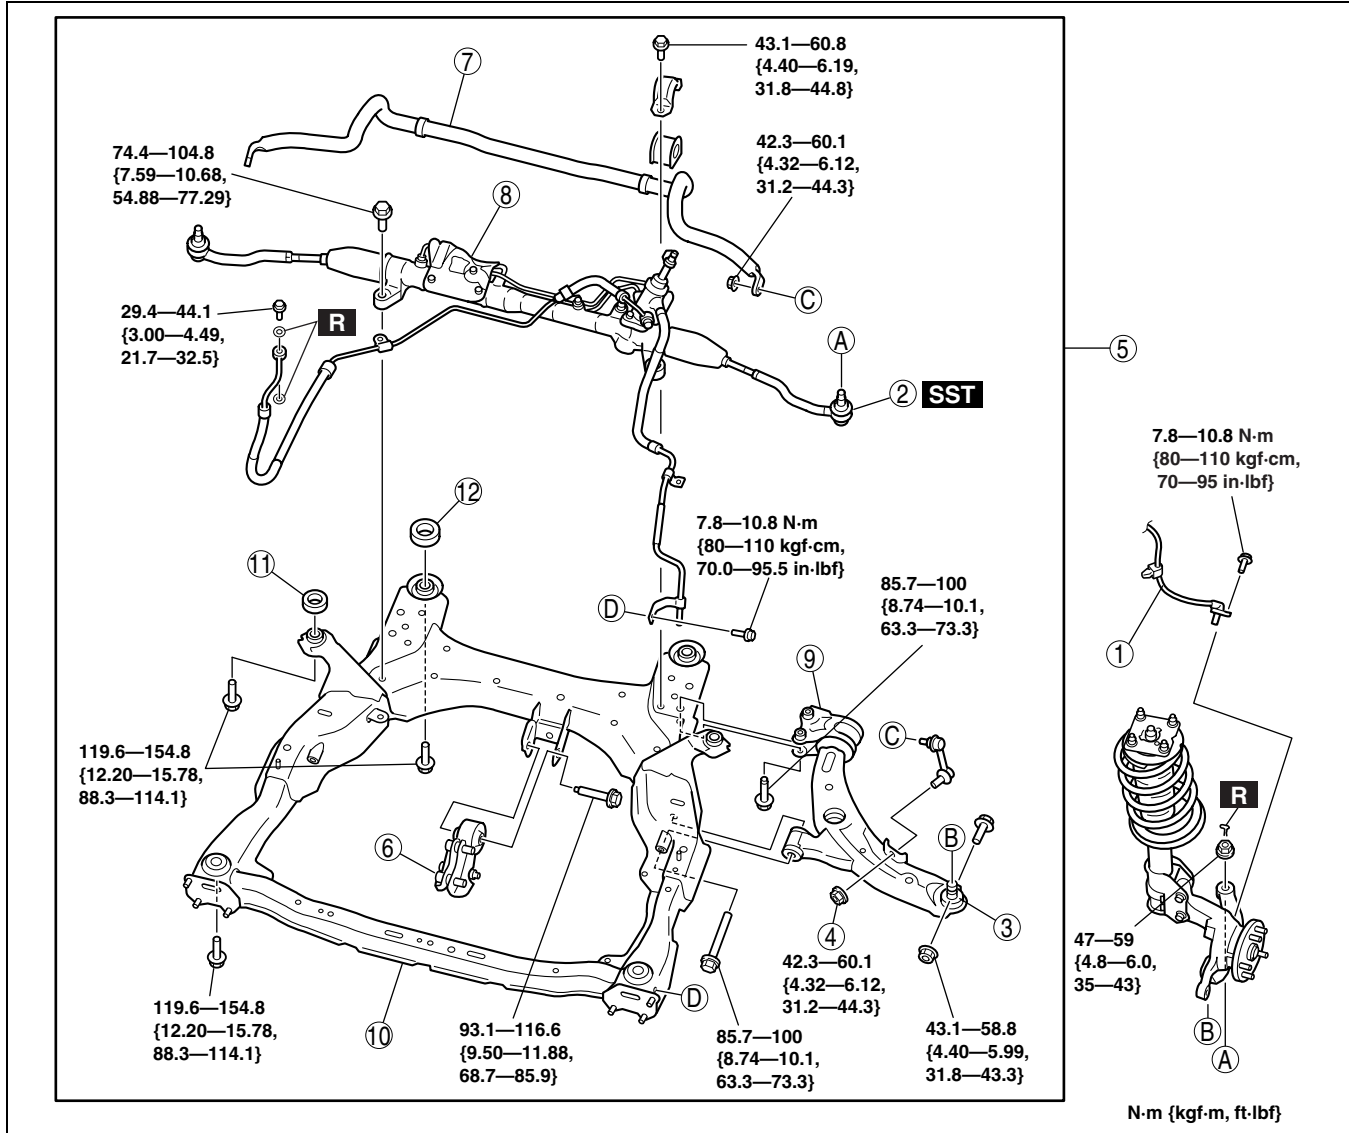 43.1—60.8
{4.40—6.19,
31.8—44.8}
7
74.4—104.8
{7.59—10.68,
54.88—77.29}
42.3—60.1
{4.32—6.12,
31.2—44.3}
8
C
29.4—44.1
{3.00—4.49,
21.7—32.5}
R
A
5
2 SST
7.8—10.8 N·m
{80—110 kgf·cm,
70—95 in·lbf}
12
7.8—10.8 N·m
{80—110 kgf·cm,
70.0—95.5 in·lbf}
11
85.7—100
{8.74—10.1,
63.3—73.3}
D
9
1
C
119.6—154.8
{12.20—15.78,
88.3—114.1}
R
6
B
4
3
42.3—60.1
{4.32—6.12,
31.2—44.3}
47—59
{4.8—6.0,
35—43}
D
119.6—154.8
{12.20—15.78,
88.3—114.1}
10
93.1—116.6
{9.50—11.88,
68.7—85.9}
85.7—100
{8.74—10.1,
63.3—73.3}
43.1—58.8
{4.40—5.99,
31.8—43.3}
B
A
N·m {kgf·m, ft·lbf}